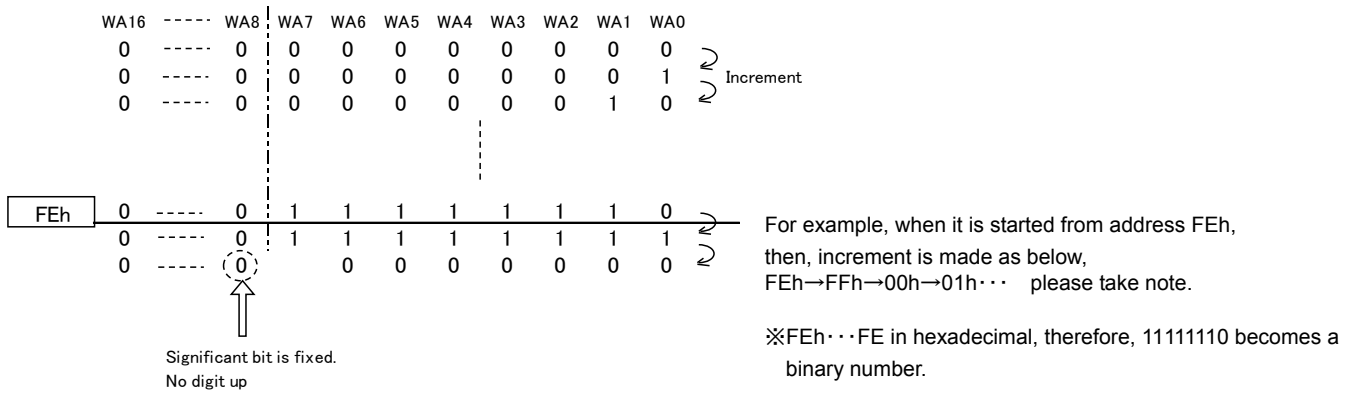 WA16 ----- WA8 WA7 WA6 WA5 WA4 WA3 WA2 WA1 WA0
0 ----- 0 0 0 0 0 0 0 0 0
0 ----- 0 0 0 0 0 0 0 0 1
Increment
0 ----- 0 0 0 0 0 0 0 1 0
FEh 0 ----- 0 1 1 1 1 1 1 1 0
0 ----- 0 1 1 1 1 1 1 1 1
0 ----- 0 0 0 0 0 0 0 0
Significant bit is fixed.
No digit up
For example, when it is started from address FEh,
then, increment is made as below,
FEh→FFh→00h→01h··· please take note.
※FEh···FE in hexadecimal, therefore, 11111110 becomes a
binary number.